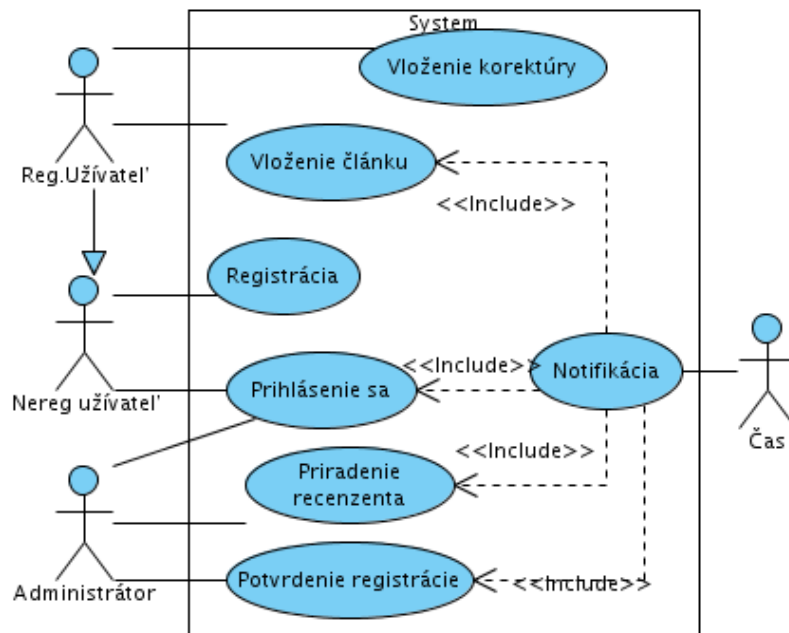 System
Vloženie korektúry
Reg.Užívateľ
Vloženie článku
<<Include>>
Registrácia
Nereg užívateľ
Prihlásenie sa
<<Include>>
Notifikácia
Čas
<<Include>>
Priradenie
recenzenta
Administrátor
Potvrdenie registrácie
<<Include>>